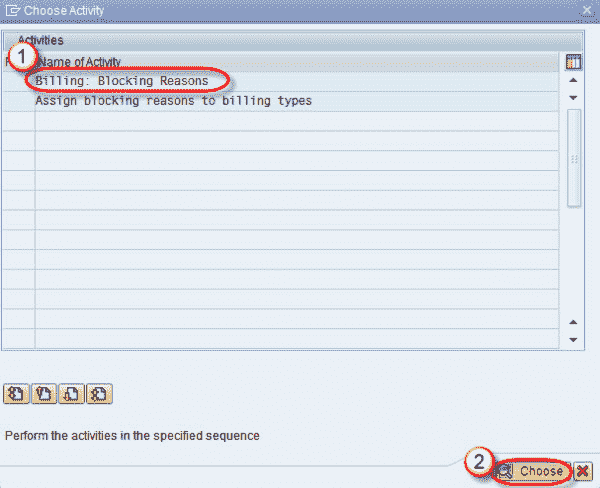 Choose Activity
Activities
1
Name of Activity
Billing: Blocking Reasons
Assign blocking reasons to billing types
Perform the activities in the specified sequence
2
Choose